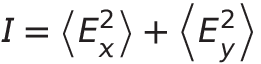 I = ⟨E_x^2⟩ + ⟨E_y^2⟩